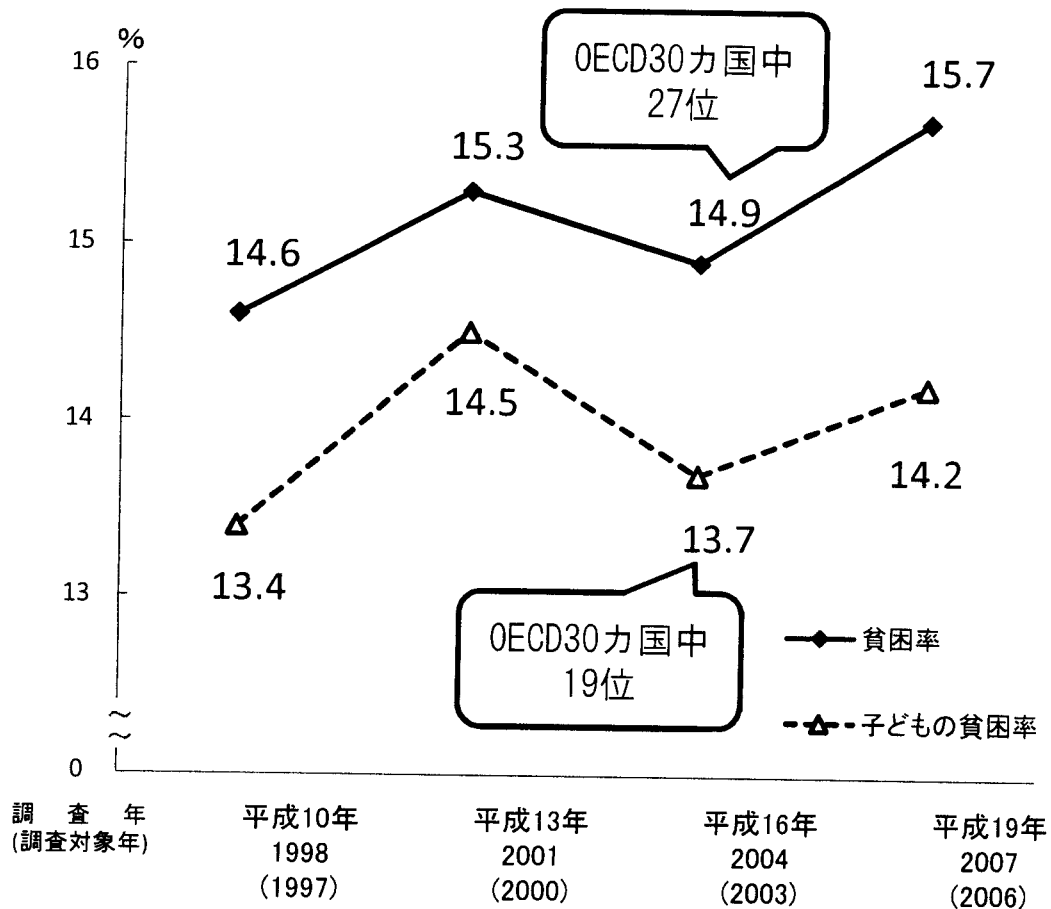 %
16
15
14
13
0
OECD30カ国中
27位
14.6
15.3
14.9
15.7
13.4
14.5
13.7
14.2
OECD30カ国中
19位
貧困率
子どもの貧困率
調査年
(調査対象年)
平成10年
1998
(1997)
平成13年
2001
(2000)
平成16年
2004
(2003)
平成19年
2007
(2006)